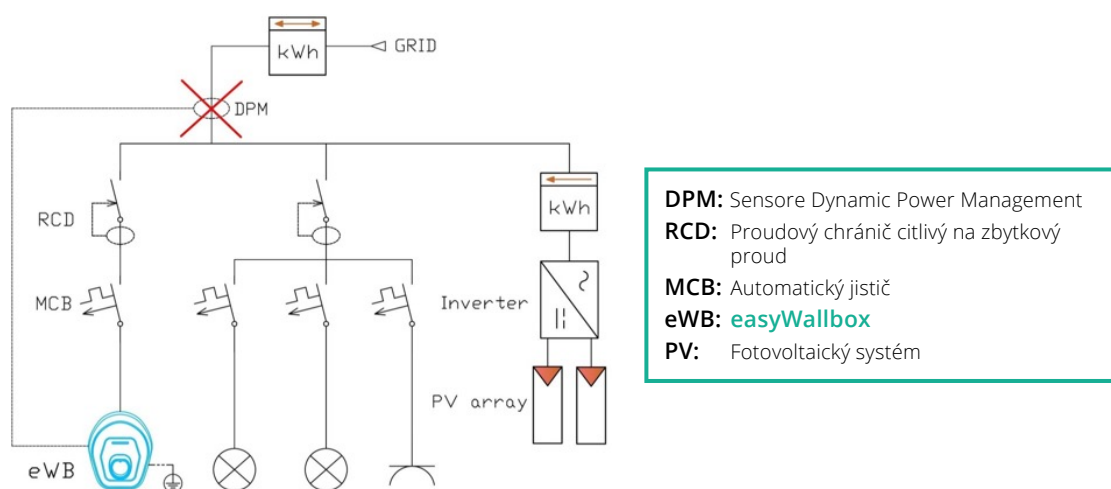 kWh
GRID
DPM
RCD
kWh
MCB
Inverter
PV array
eWB
DPM: Sensore Dynamic Power Management
RCD: Proudový chránič citlivý na zbytkový
proud
MCB: Automatický jistič
eWB: easyWallbox
PV: Fotovoltaický systém